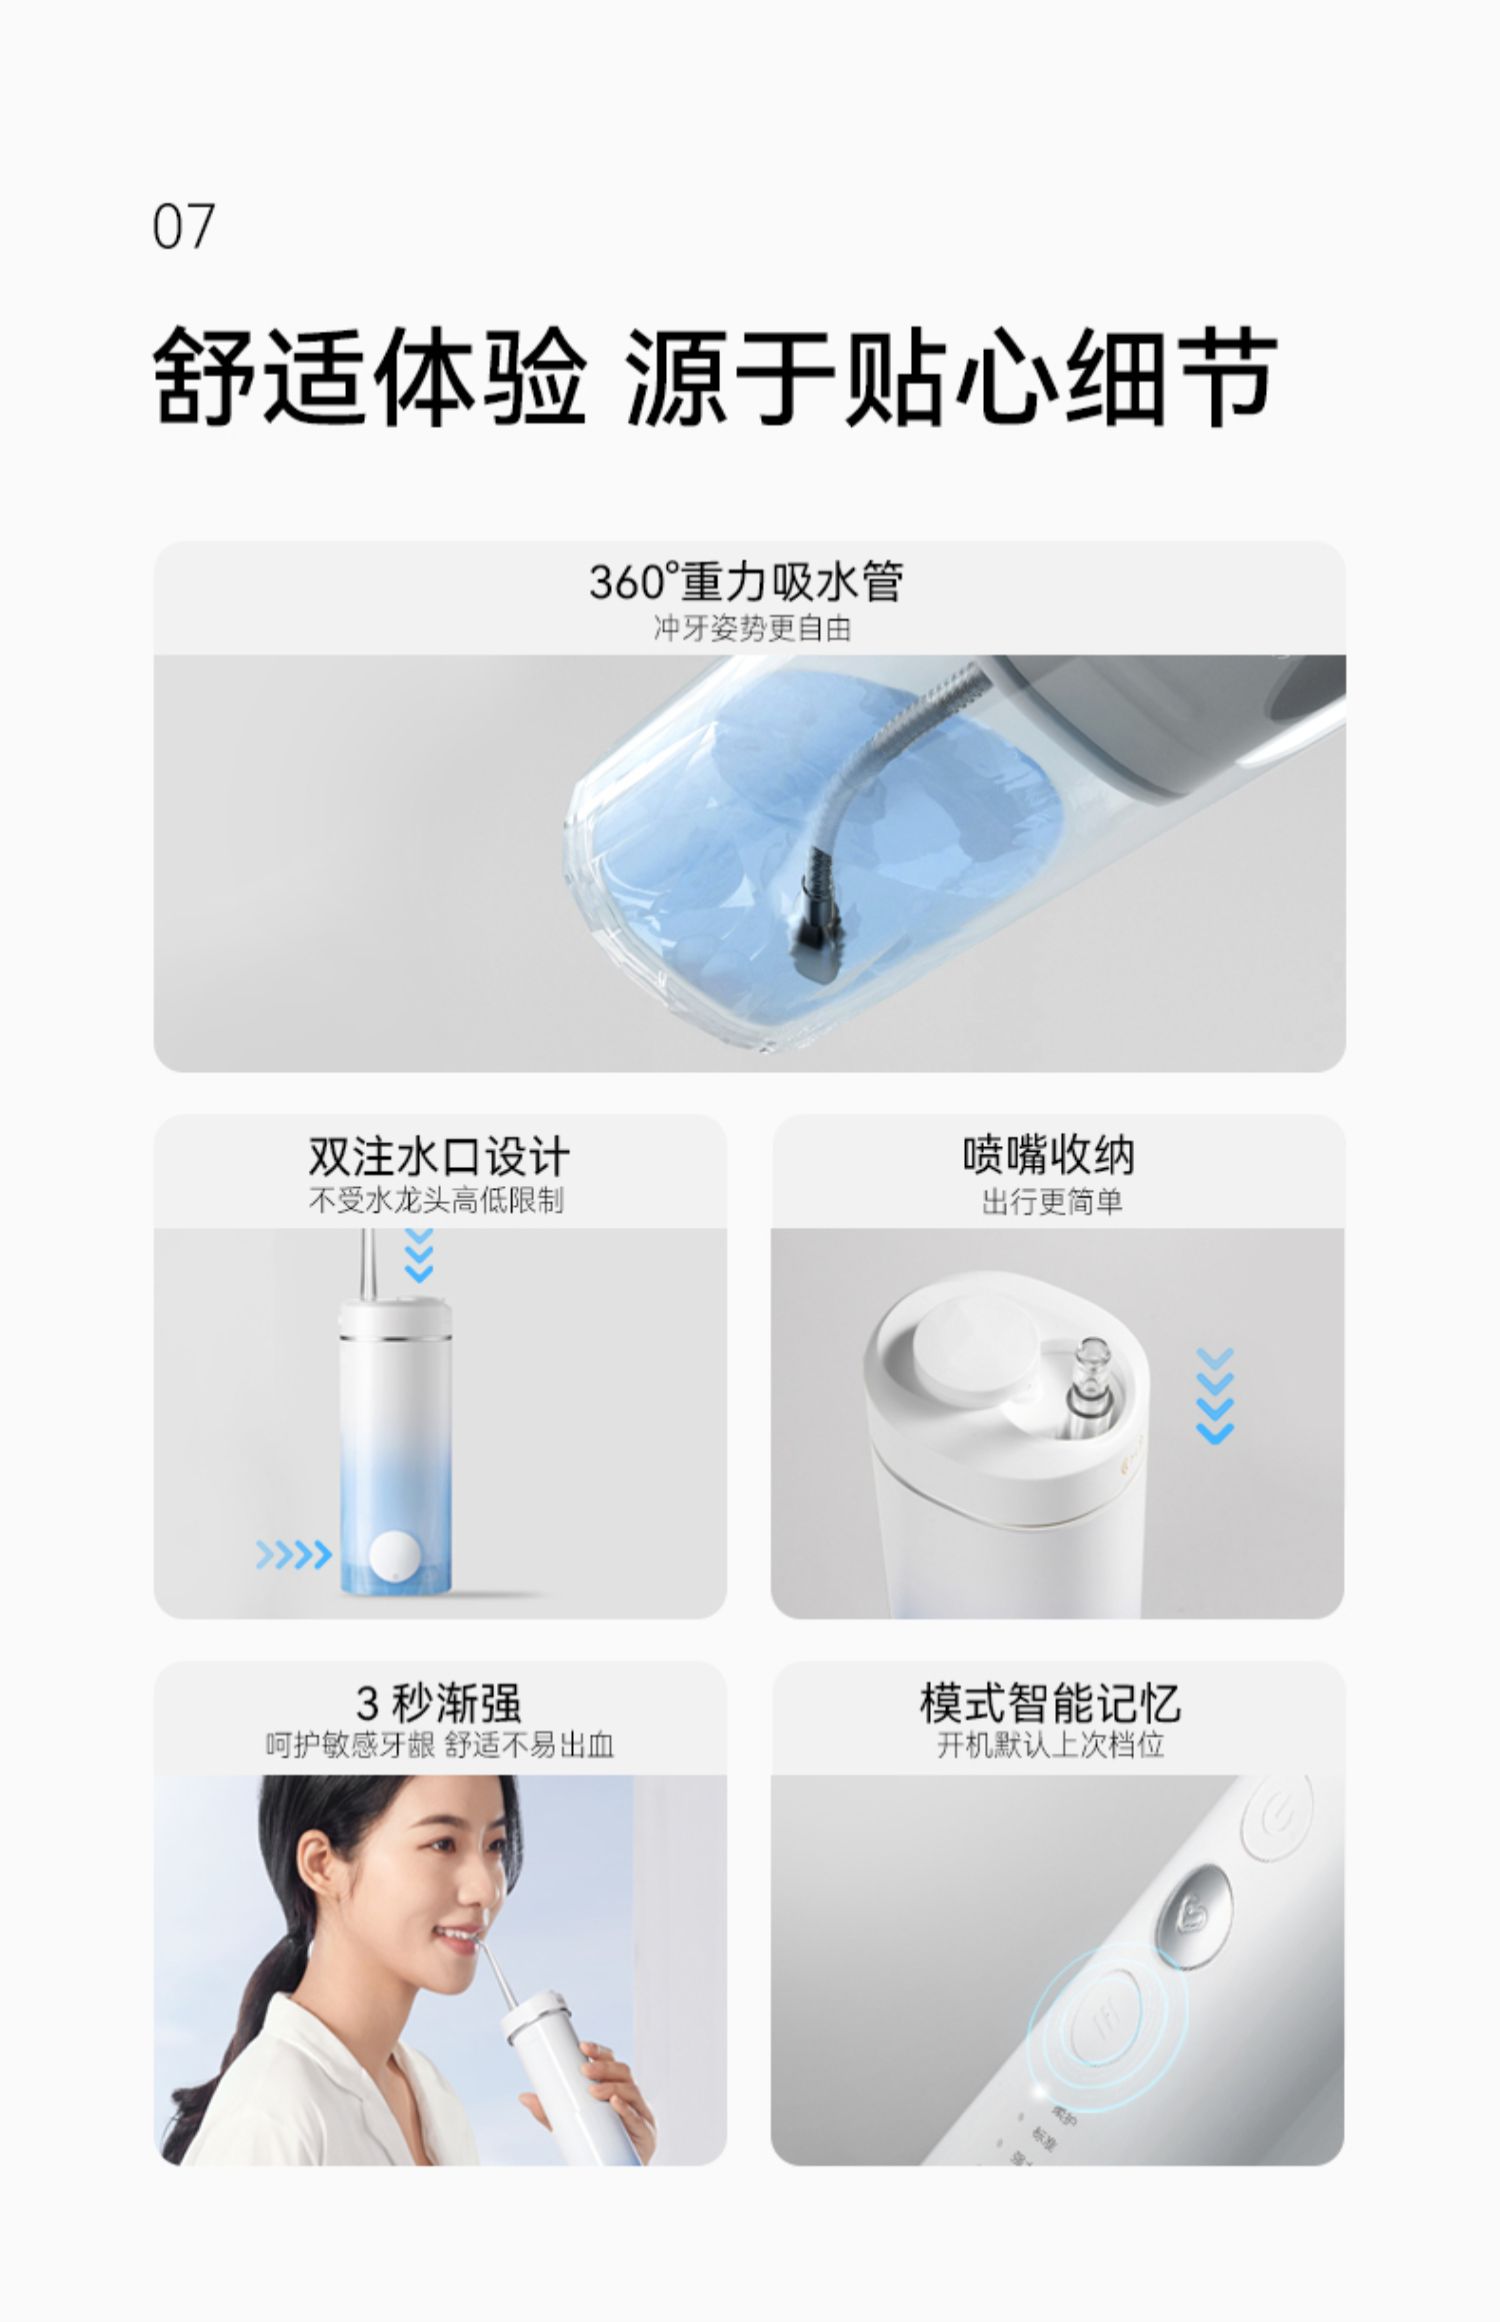 07
舒适体验 源于贴心细节
360°重力吸水管
冲牙姿势更自由
双注水口设计
不受水龙头高低限制
喷嘴收纳
出行更简单
3 秒渐强
呵护敏感牙龈 舒适不易出血
模式智能记忆
开机默认上次档位
柔护
标准